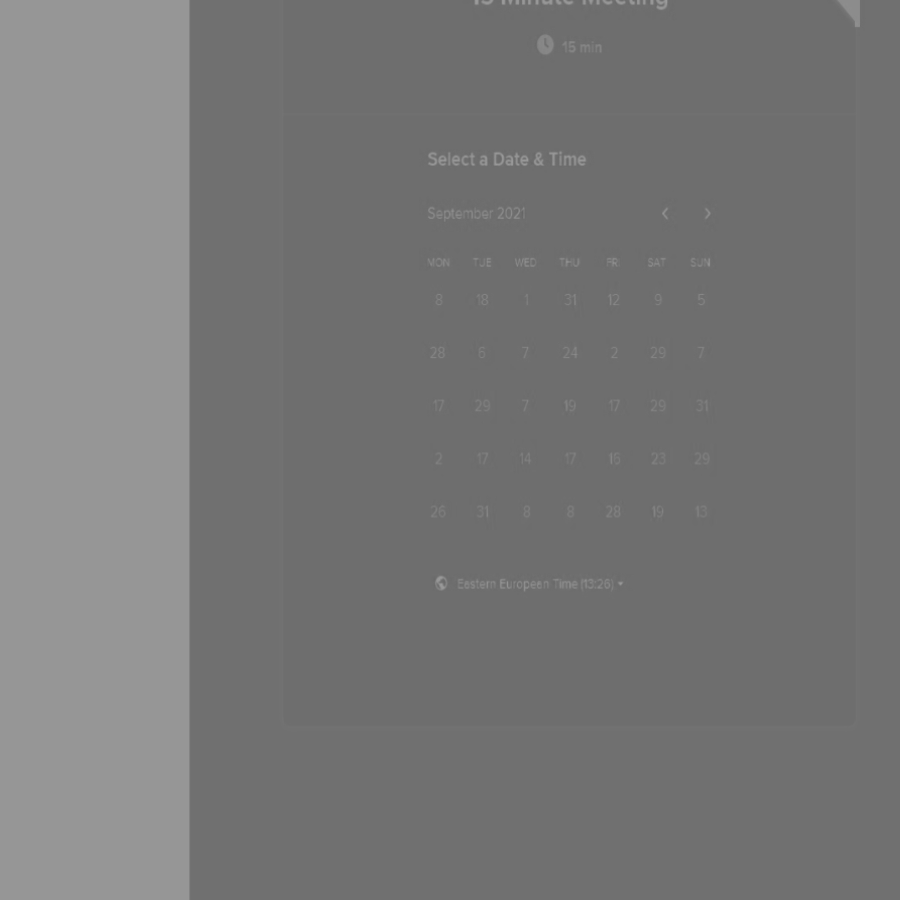 15 Minute Meeting
15 min
Select a Date & Time
September 2021
MON TUE WED THU FRI SAT SUN
8 18 1 31 12 9 5
28 6 7 24 2 29 7
17 29 7 19 17 29 31
2 17 14 17 15 23 29
26 31 8 8 28 19 13
Eastern European Time (13:26)